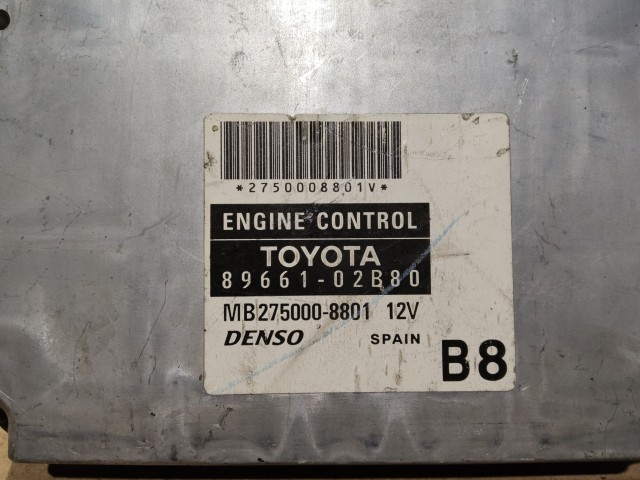 *2750008801V*
ENGINE CONTROL
TOYOTA
89661-02B80
MB275000-8801 12V
DENSO SPAIN B8